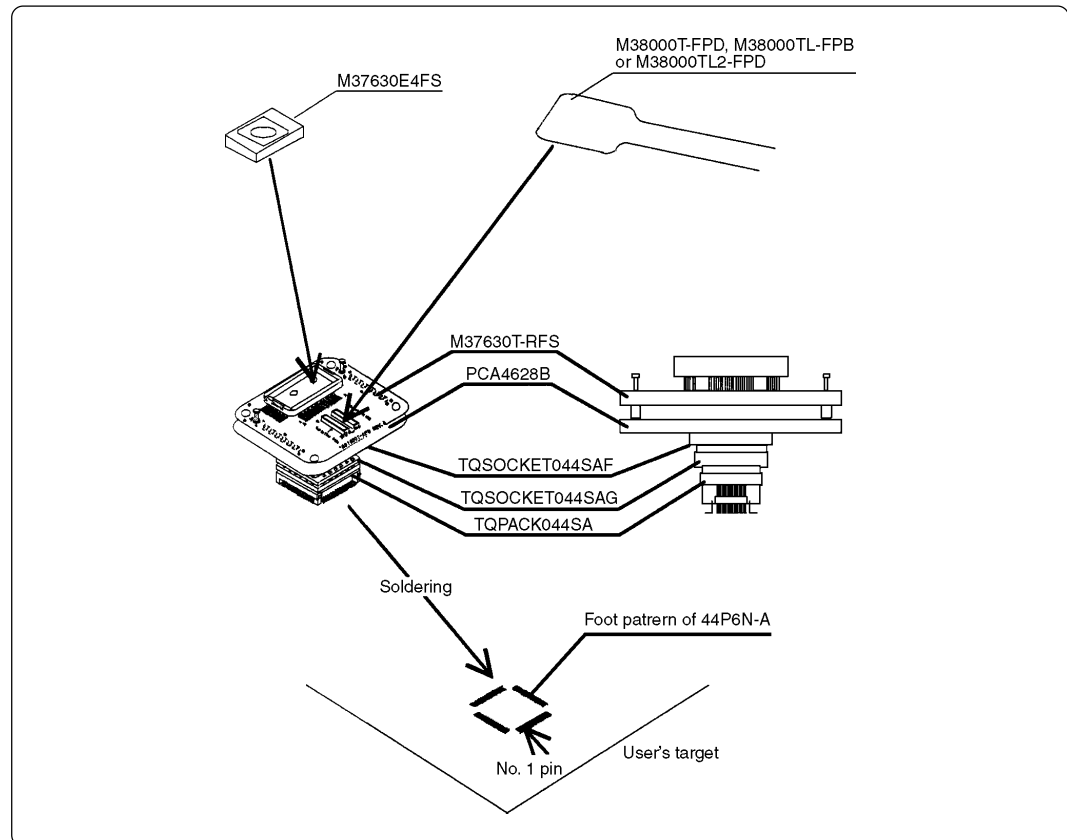 M38000T-FPD, M38000TL-FPB
or M38000TL2-FPD
M37630E4FS
M37630T-RFS
PCA4628B
TQSOCKET044SAF
TQSOCKET044SAG
TQPACK044SA
Soldering
Foot patrern of 44P6N-A
User's target
No. 1 pin